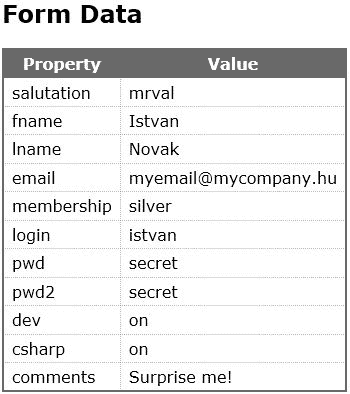 Form Data
Property Value
salutation mrval
fname Istvan
lname Novak
email myemail@mycompany.hu
membership silver
login istvan
pwd secret
pwd2 secret
dev on
csharp on
comments Surprise me!